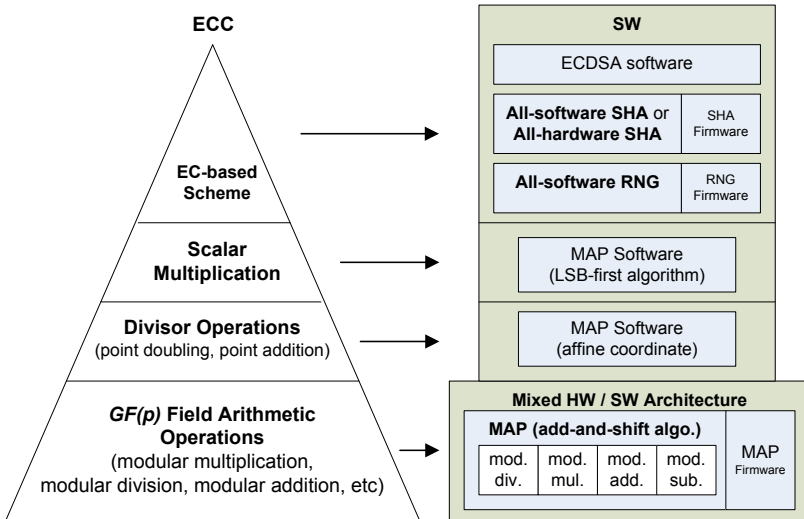 ECC
EC-based
Scheme
Scalar
Multiplication
Divisor Operations
(point doubling, point addition)
GF(p) Field Arithmetic
Operations
(modular multiplication,
modular division, modular addition, etc)
SW
ECDSA software
All-software SHA or
All-hardware SHA
SHA
Firmware
All-software RNG
RNG
Firmware
MAP Software
(LSB-first algorithm)
MAP Software
(affine coordinate)
Mixed HW / SW Architecture
MAP (add-and-shift algo.)
mod.
div.
mod.
mul.
mod.
add.
mod.
sub.
MAP
Firmware